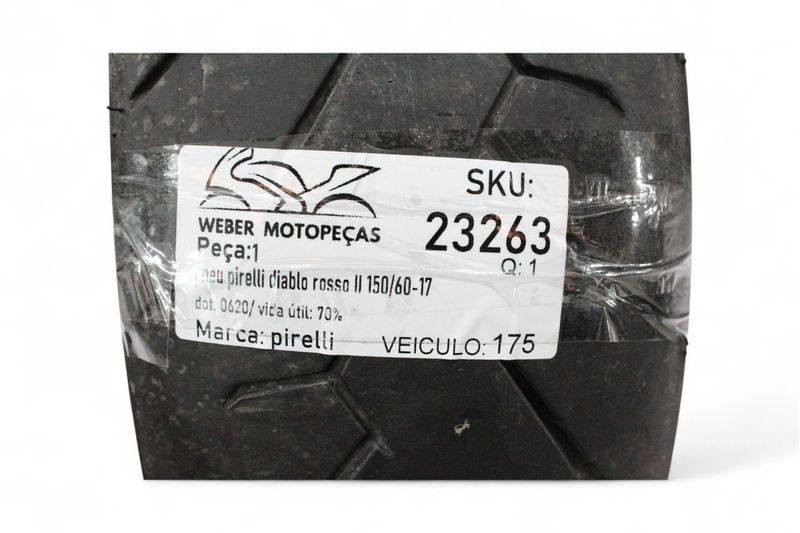 WEBER MOTOPEÇAS
SKU:
23263
Peça:1
Q: 1
pneu pirelli diablo rosso II 150/60-17
dot: 0620/ vida útil: 70%
Marca: pirelli
VEICULO: 175